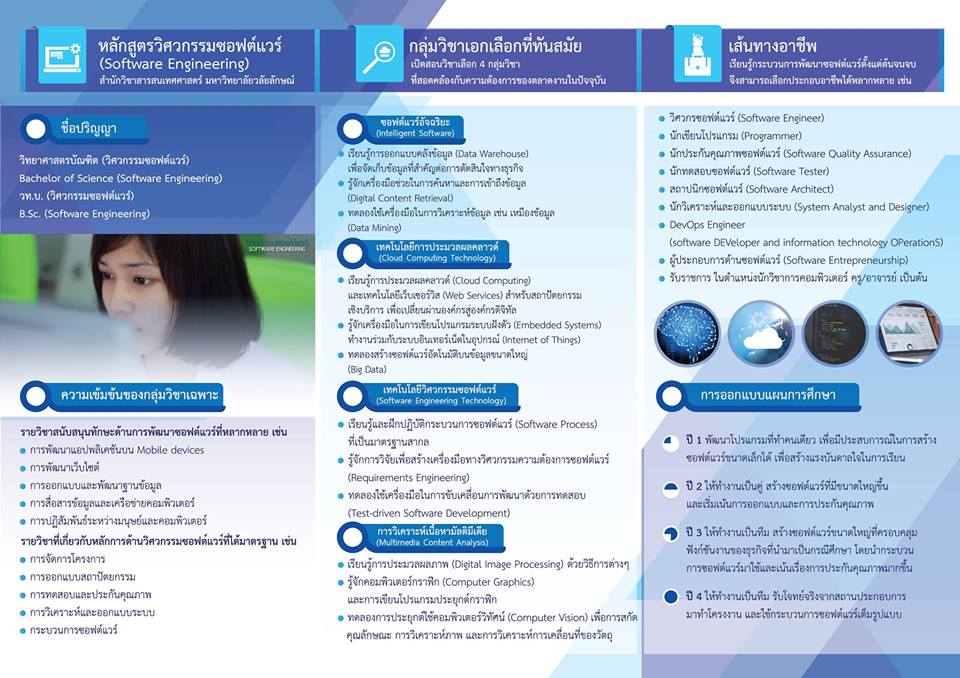 หลักสูตรวิศวกรรมซอฟต์แวร์
(Software Engineering)
สำนักวิชาสารสนเทศศาสตร์ มหาวิทยาลัยวลัยลักษณ์
ชื่อปริญญา
วิทยาศาสตรบัณฑิต (วิศวกรรมซอฟต์แวร์)
Bachelor of Science (Software Engineering)
วท.บ. (วิศวกรรมซอฟต์แวร์)
B.Sc. (Software Engineering)
SOFTWARE ENGINEERING
ความเข้มข้นของกลุ่มวิชาเฉพาะ
รายวิชาสนับสนุนทักษะด้านการพัฒนาซอฟต์แวร์ที่หลากหลาย เช่น
การพัฒนาแอปพลิเคชันบน Mobile devices
การพัฒนาเว็บไซต์
การออกแบบและพัฒนาฐานข้อมูล
การสื่อสารข้อมูลและเครือข่ายคอมพิวเตอร์
การปฏิสัมพันธ์ระหว่างมนุษย์และคอมพิวเตอร์
รายวิชาที่เกี่ยวกับหลักการด้านวิศวกรรมซอฟต์แวร์ที่ได้มาตรฐาน เช่น
การจัดการโครงการ
การออกแบบสถาปัตยกรรม
การทดสอบและประกันคุณภาพ
การวิเคราะห์และออกแบบระบบ
กระบวนการซอฟต์แวร์
กลุ่มวิชาเอกเลือกที่ทันสมัย
เปิดสอนวิชาเลือก 4 กลุ่มวิชา
ที่สอดคล้องกับความต้องการของตลาดงานในปัจจุบัน
ซอฟต์แวร์อัจฉริยะ
(Intelligent Software)
เรียนรู้การออกแบบคลังข้อมูล (Data Warehouse)
เพื่อจัดเก็บข้อมูลที่สำคัญต่อการตัดสินใจทางธุรกิจ
รู้จักเครื่องมือช่วยในการค้นหาและการเข้าถึงข้อมูล
(Digital Content Retrieval)
ทดลองใช้เครื่องมือในการวิเคราะห์ข้อมูล เช่น เหมืองข้อมูล
(Data Mining)
เทคโนโลยีการประมวลผลคลาวด์
(Cloud Computing Technology)
เรียนรู้การประมวลผลคลาวด์ (Cloud Computing)
และเทคโนโลยีเว็บเซอร์วิส (Web Services) สำหรับสถาปัตยกรรม
เชิงบริการ เพื่อเปลี่ยนผ่านองค์กรสู่องค์กรดิจิทัล
รู้จักเครื่องมือในการเขียนโปรแกรมระบบฝังตัว (Embedded Systems)
ทำงานร่วมกับระบบอินเทอร์เน็ตในอุปกรณ์ (Internet of Things)
ทดลองสร้างซอฟต์แวร์อัตโนมัติบนข้อมูลขนาดใหญ่
(Big Data)
เทคโนโลยีวิศวกรรมซอฟต์แวร์
(Software Engineering Technology)
เรียนรู้และฝึกปฏิบัติกระบวนการซอฟต์แวร์ (Software Process)
ที่เป็นมาตรฐานสากล
รู้จักการวิจัยเพื่อสร้างเครื่องมือทางวิศวกรรมความต้องการซอฟต์แวร์
(Requirements Engineering)
ทดลองใช้เครื่องมือในการขับเคลื่อนการพัฒนาด้วยการทดสอบ
(Test-driven Software Development)
การวิเคราะห์เนื้อหามัลติมีเดีย
(Multimedia Content Analysis)
เรียนรู้การประมวลผลภาพ (Digital Image Processing) ด้วยวิธีการต่างๆ
รู้จักคอมพิวเตอร์กราฟิก (Computer Graphics)
และการเขียนโปรแกรมประยุกต์กราฟิก
ทดลองการประยุกต์ใช้คอมพิวเตอร์วิทัศน์ (Computer Vision) เพื่อการสกัด
คุณลักษณะ การวิเคราะห์ภาพ และการวิเคราะห์การเคลื่อนที่ของวัตถุ
เส้นทางอาชีพ
เรียนรู้กระบวนการพัฒนาซอฟต์แวร์ตั้งแต่ต้นจนจบ
จึงสามารถเลือกประกอบอาชีพได้หลากหลาย เช่น
วิศวกรซอฟต์แวร์ (Software Engineer)
นักเขียนโปรแกรม (Programmer)
นักประกันคุณภาพซอฟต์แวร์ (Software Quality Assurance)
นักทดสอบซอฟต์แวร์ (Software Tester)
สถาปนิกซอฟต์แวร์ (Software Architect)
นักวิเคราะห์และออกแบบระบบ (System Analyst and Designer)
DevOps Engineer
(software DEVeloper and information technology OPerationS)
ผู้ประกอบการด้านซอฟต์แวร์ (Software Entrepreneurship)
รับราชการ ในตำแหน่งนักวิชาการคอมพิวเตอร์ ครู/อาจารย์ เป็นต้น
การออกแบบแผนการศึกษา
ปี 1 พัฒนาโปรแกรมที่ทำคนเดียว เพื่อมีประสบการณ์ในการสร้าง
ซอฟต์แวร์ขนาดเล็กได้ เพื่อสร้างแรงบันดาลใจในการเรียน
ปี 2 ให้ทำงานเป็นคู่ สร้างซอฟต์แวร์ที่มีขนาดใหญ่ขึ้น
และเริ่มเน้นการออกแบบและการประกันคุณภาพ
ปี 3 ให้ทำงานเป็นทีม สร้างซอฟต์แวร์ขนาดใหญ่ที่ครอบคลุม
ฟังก์ชันงานของธุรกิจที่นำมาเป็นกรณีศึกษา โดยนำกระบวน
การซอฟต์แวร์มาใช้และเน้นเรื่องการประกันคุณภาพมากขึ้น
ปี 4 ให้ทำงานเป็นทีม รับโจทย์จริงจากสถานประกอบการ
มาทำโครงงาน และใช้กระบวนการซอฟต์แวร์เต็มรูปแบบ